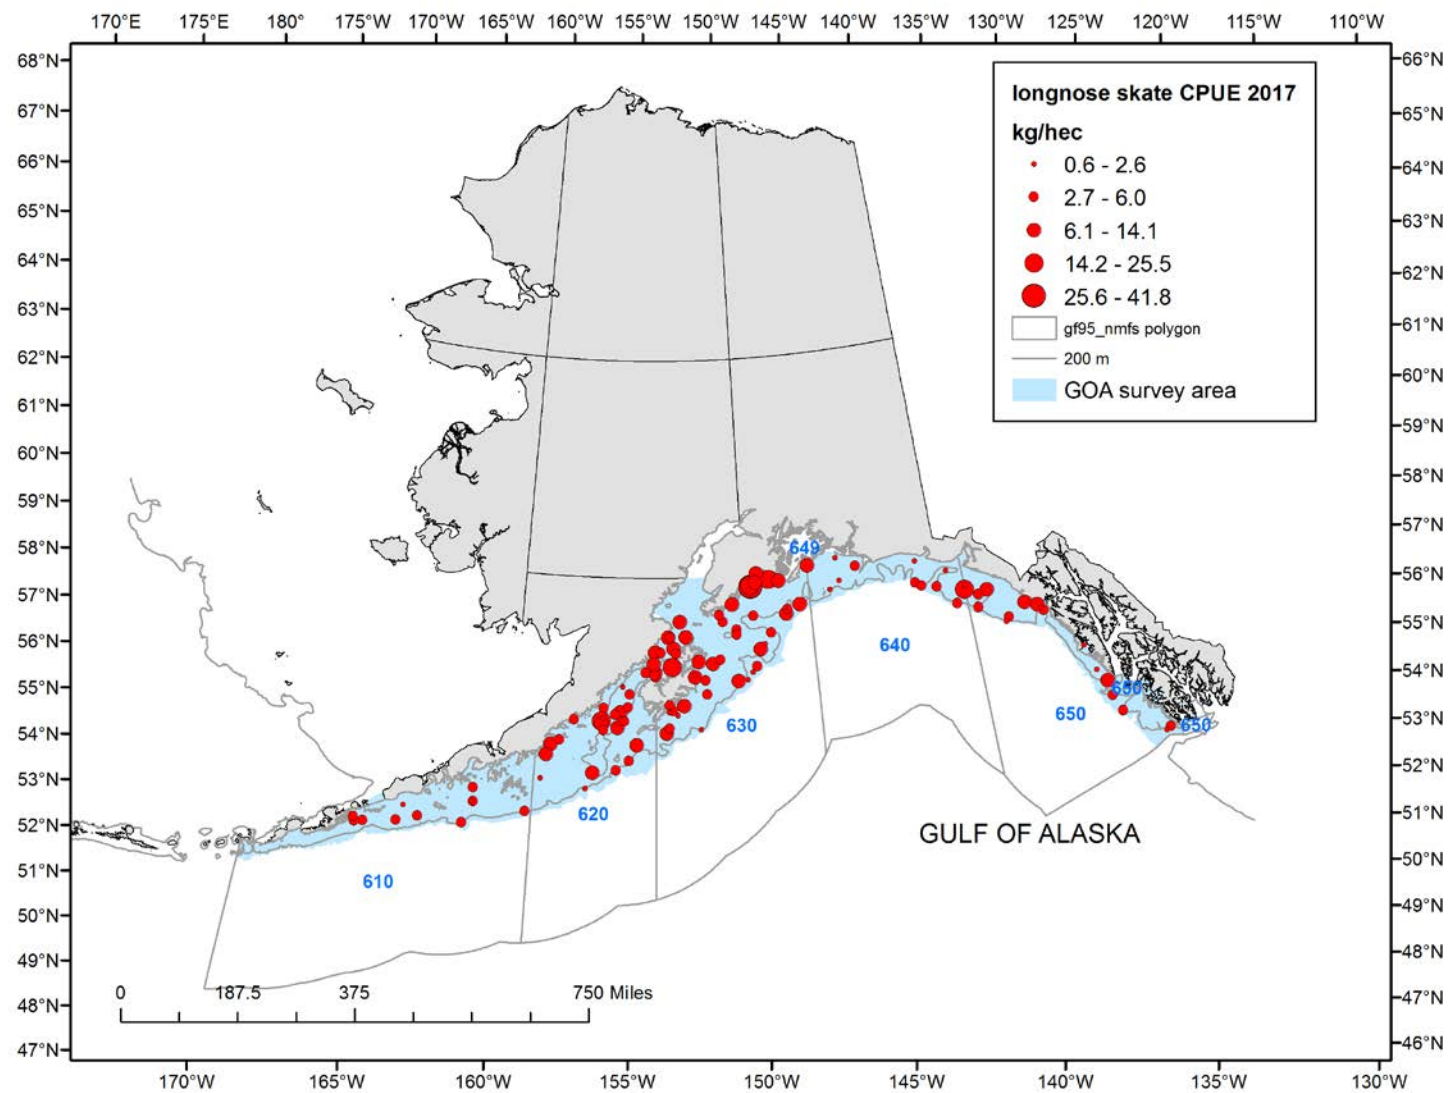 170°E 175°E 180° 175°W 170°W 165°W 160°W 155°W 150°W 145°W 140°W 135°W 130°W 125°W 120°W 115°W 110°W
68°N
67°N
66°N
65°N
64°N
63°N
62°N
61°N
60°N
59°N
58°N
57°N
56°N
55°N
54°N
53°N
52°N
51°N
50°N
49°N
48°N
47°N
longnose skate CPUE 2017
kg/hec
0.6 - 2.6
2.7 - 6.0
6.1 - 14.1
14.2 - 25.5
25.6 - 41.8
gf95_nmfs polygon
200 m
GOA survey area
66°N
65°N
64°N
63°N
62°N
61°N
60°N
59°N
58°N
57°N
56°N
55°N
54°N
53°N
52°N
51°N
50°N
49°N
48°N
47°N
46°N
649
640
650
650
650
630
620
610
GULF OF ALASKA
0 187.5 375 750 Miles
170°W 165°W 160°W 155°W 150°W 145°W 140°W 135°W 130°W